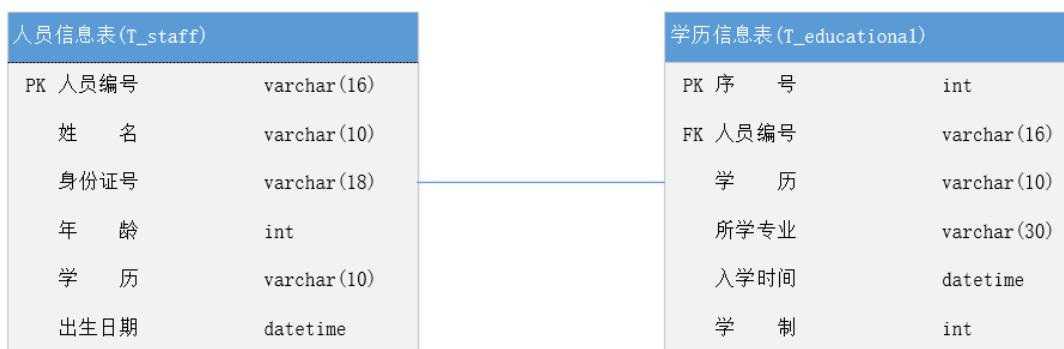 人员信息表(T_staff)
PK 人员编号 varchar(16)
姓 名 varchar(10)
身份证号 varchar(18)
年 龄 int
学 历 varchar(10)
出生日期 datetime
学历信息表(T_educational)
PK 序 号 int
FK 人员编号 varchar(16)
学 历 varchar(10)
所学专业 varchar(30)
入学时间 datetime
学 制 int